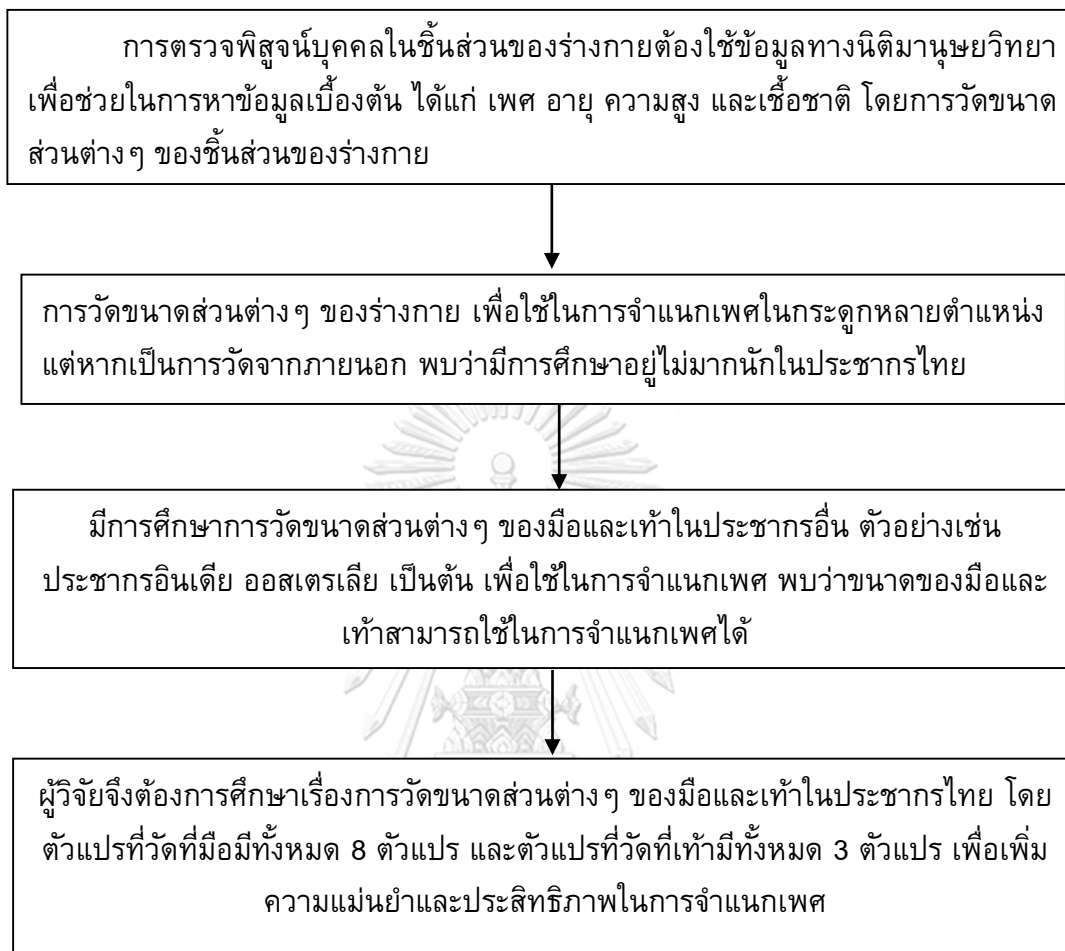 การตรวจพิสูจน์บุคคลในชิ้นส่วนของร่างกายต้องใช้ข้อมูลทางนิติมานุษยวิทยา
เพื่อช่วยในการหาข้อมูลเบื้องต้น ได้แก่ เพศ อายุ ความสูง และเชื้อชาติ โดยการวัดขนาด
ส่วนต่างๆ ของชิ้นส่วนของร่างกาย
การวัดขนาดส่วนต่างๆ ของร่างกาย เพื่อใช้ในการจำแนกเพศในกระดูกหลายตำแหน่ง
แต่หากเป็นการวัดจากภายนอก พบว่ามีการศึกษาอยู่ไม่มากนักในประชากรไทย
มีการศึกษาการวัดขนาดส่วนต่างๆ ของมือและเท้าในประชากรอื่น ตัวอย่างเช่น
ประชากรอินเดีย ออสเตรเลีย เป็นต้น เพื่อใช้ในการจำแนกเพศ พบว่าขนาดของมือและ
เท้าสามารถใช้ในการจำแนกเพศได้
ผู้วิจัยจึงต้องการศึกษาเรื่องการวัดขนาดส่วนต่างๆ ของมือและเท้าในประชากรไทย โดย
ตัวแปรที่วัดที่มือมีทั้งหมด 8 ตัวแปร และตัวแปรที่วัดที่เท้ามีทั้งหมด 3 ตัวแปร เพื่อเพิ่ม
ความแม่นยำและประสิทธิภาพในการจำแนกเพศ